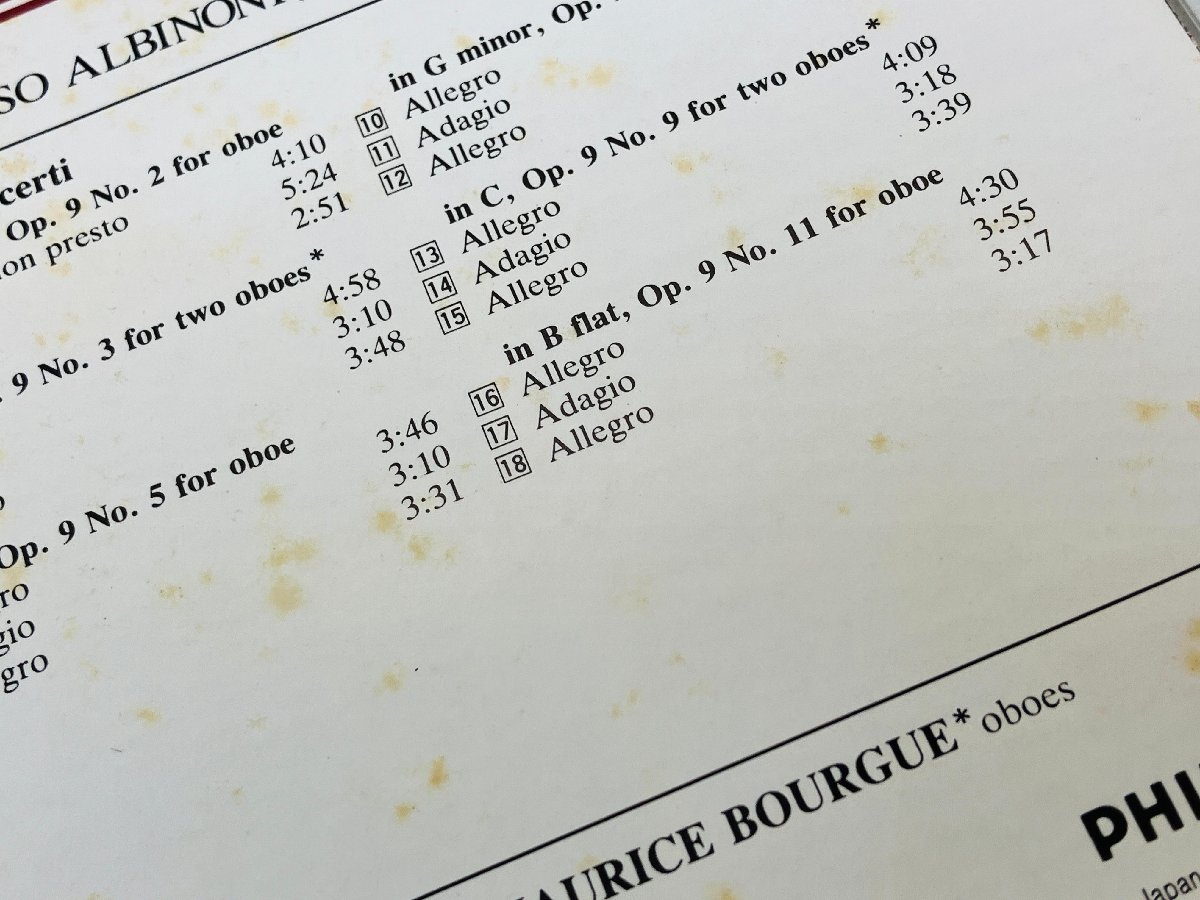 SO ALBINON
certi
Op. 9 No. 2 for oboe
4:10
on presto 5:24
2:51
9 No. 3 for two oboes*
4:58
3:10
3:48
3:46
3:10
3:31
Op. 9 No. 5 for oboe
ro
gio
gro
in G minor, Op.
10 Allegro
11 Adagio
12 Allegro
in C, Op. 9 No. 9 for two oboes*
13 Allegro 4:09
14 Adagio 3:18
15 Allegro 3:39
in B flat, Op. 9 No. 11 for oboe
16 Allegro 4:30
17 Adagio 3:55
18 Allegro 3:17
AURICE BOURGUE* oboes
PHI
Japan